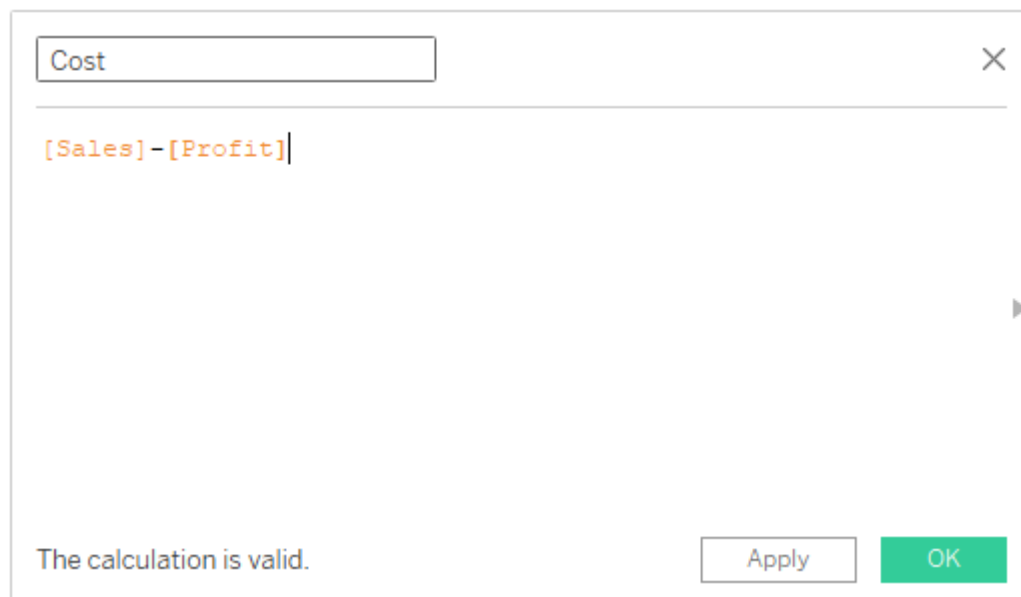 Cost
[Sales]-[Profit]
The calculation is valid.
Apply
OK